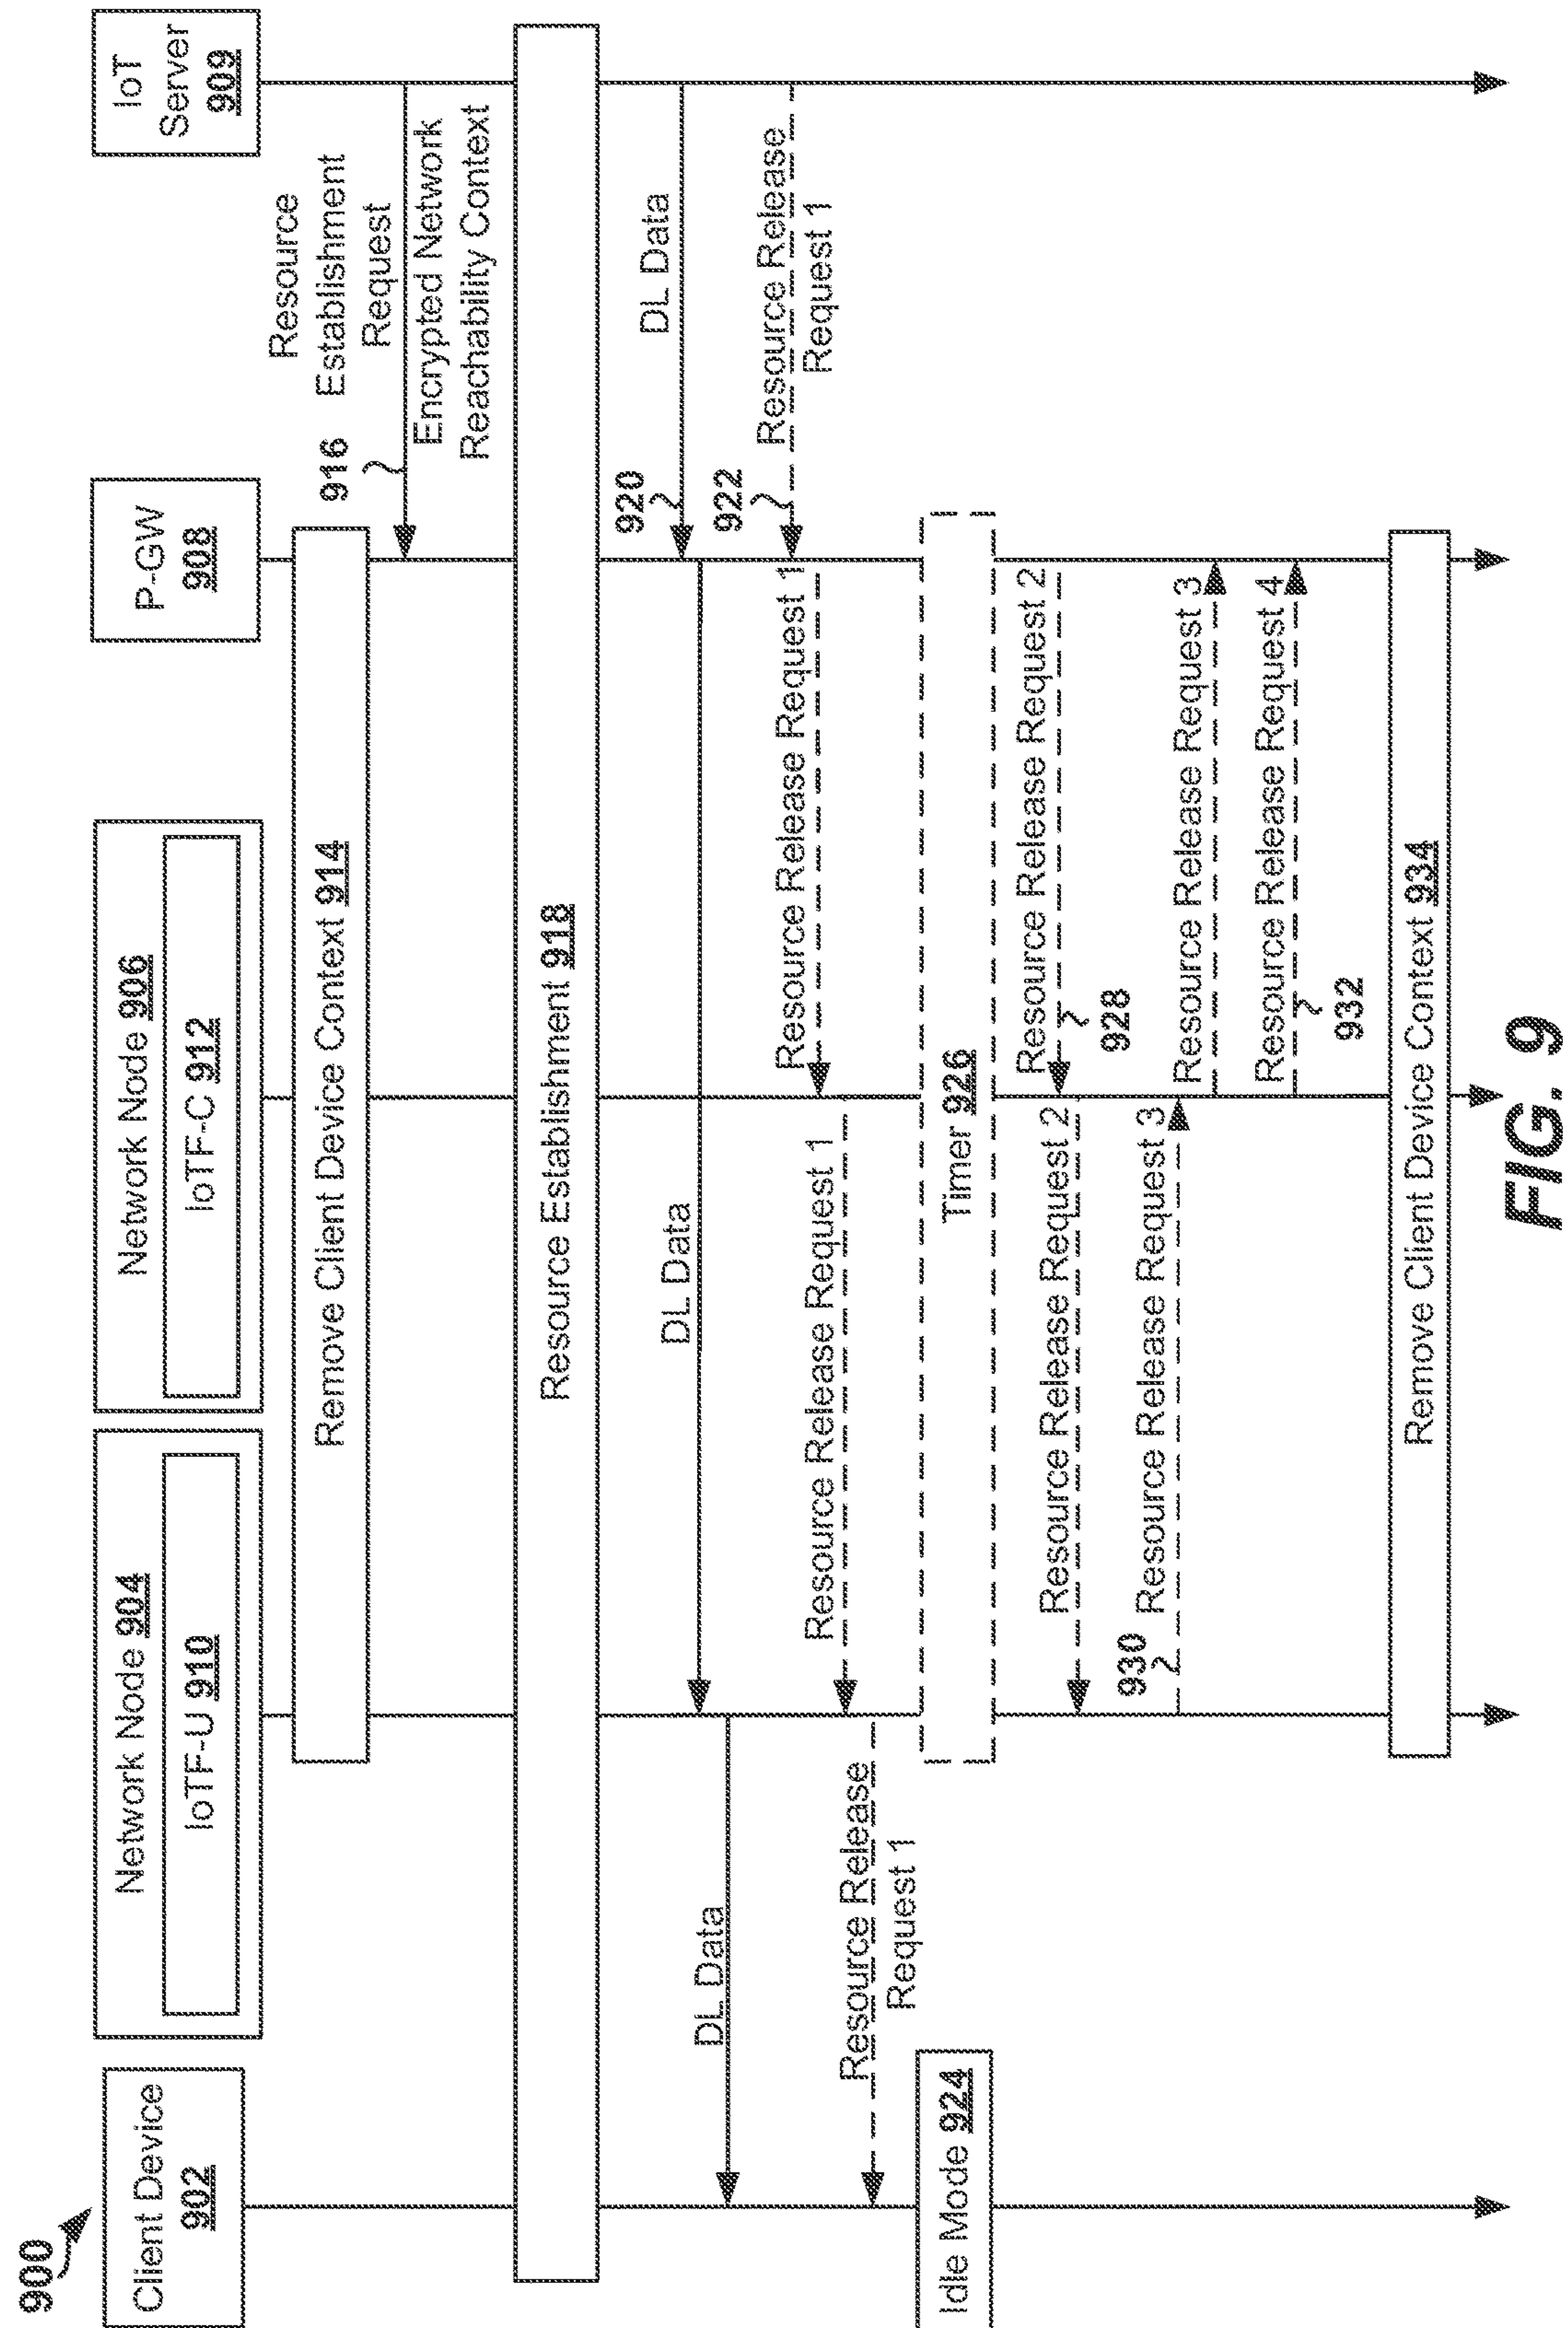 900
Client Device
902
Network Node 904
IoTF-U 910
Network Node 906
IoTF-C 912
P-GW
908
IoT
Server
909
Remove Client Device Context 914
916
Resource
Establishment
Request
Encrypted Network
Reachability Context
Resource Establishment 918
920
DL Data
DL Data
DL Data
922
Resource Release
Request 1
Resource Release Request 1
Resource Release Request 1
Resource Release
Request 1
Idle Mode 924
Timer 926
Resource Release Request 2
928
Resource Release Request 2
930
Resource Release Request 3
Resource Release Request 3
Resource Release Request 4
932
Remove Client Device Context 934
FIG. 9